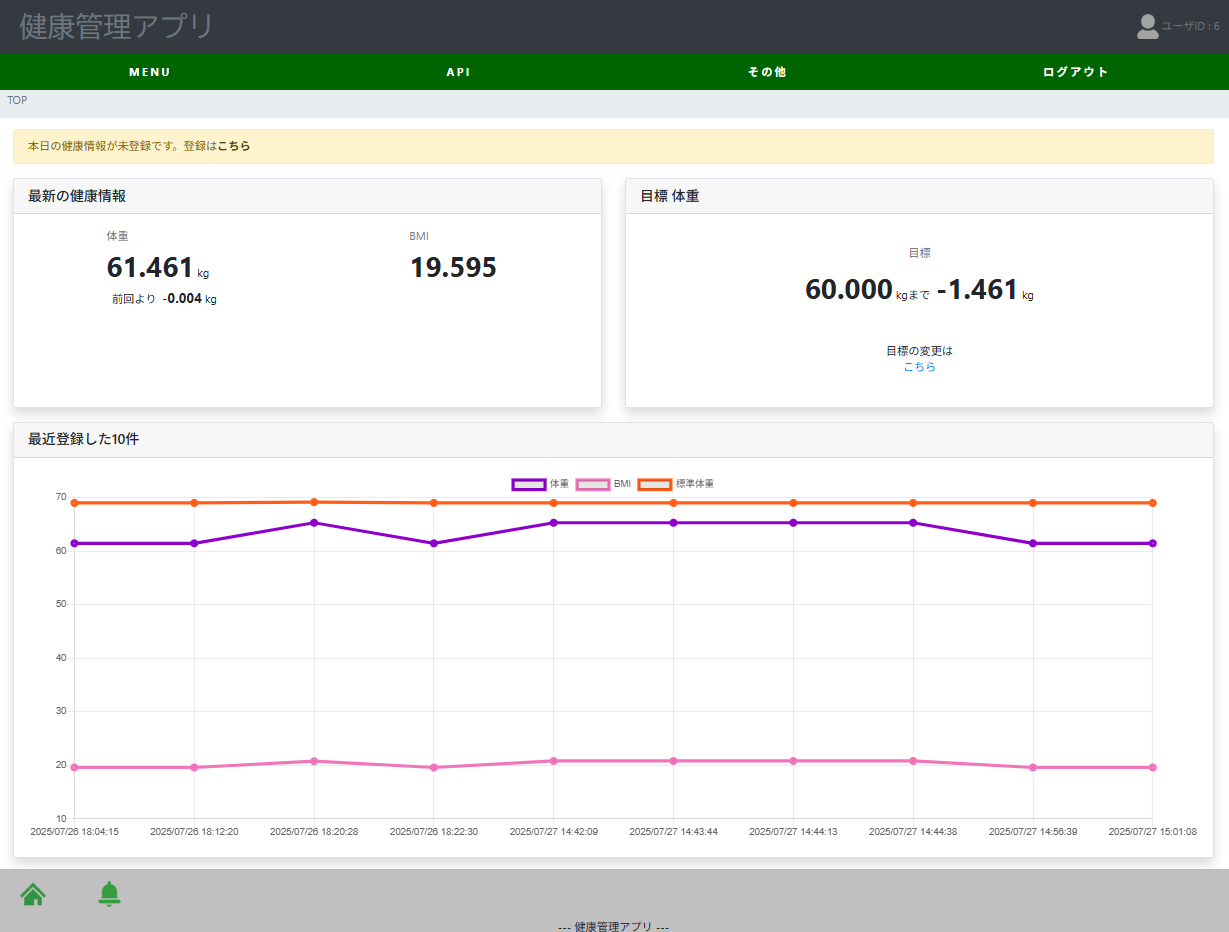 健康管理アプリ
ユーザID : 6
MENU API その他 ログアウト
TOP
本日の健康情報が未登録です。登録はこちら
最新の健康情報
体重 BMI
61.461 kg 19.595
前回より -0.004 kg
目標 体重
目標
60.000 kgまで -1.461 kg
目標の変更は
こちら
最近登録した10件
体重 BMI 標準体重
70
60
50
40
30
20
10
2025/07/26 18:04:15 2025/07/26 18:12:20 2025/07/26 18:20:28 2025/07/26 18:22:30 2025/07/27 14:42:09 2025/07/27 14:43:44 2025/07/27 14:44:13 2025/07/27 14:44:38 2025/07/27 14:56:39 2025/07/27 15:01:08
--- 健康管理アプリ ---